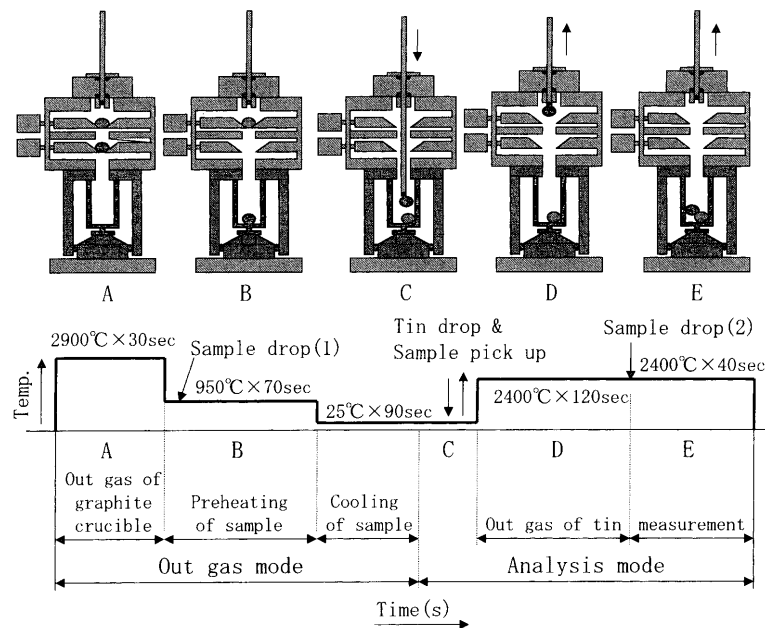 A B C D E
2900℃×30sec
Sample drop(1)
Tin drop &
Sample pick up
Sample drop(2)
950℃×70sec
25℃×90sec
2400℃×120sec
2400℃×40sec
Temp.
A B C D E
Out gas of
graphite
crucible
Preheating
of sample
Cooling
of sample
Out gas of tin
measurement
Out gas mode
Analysis mode
Time(s)